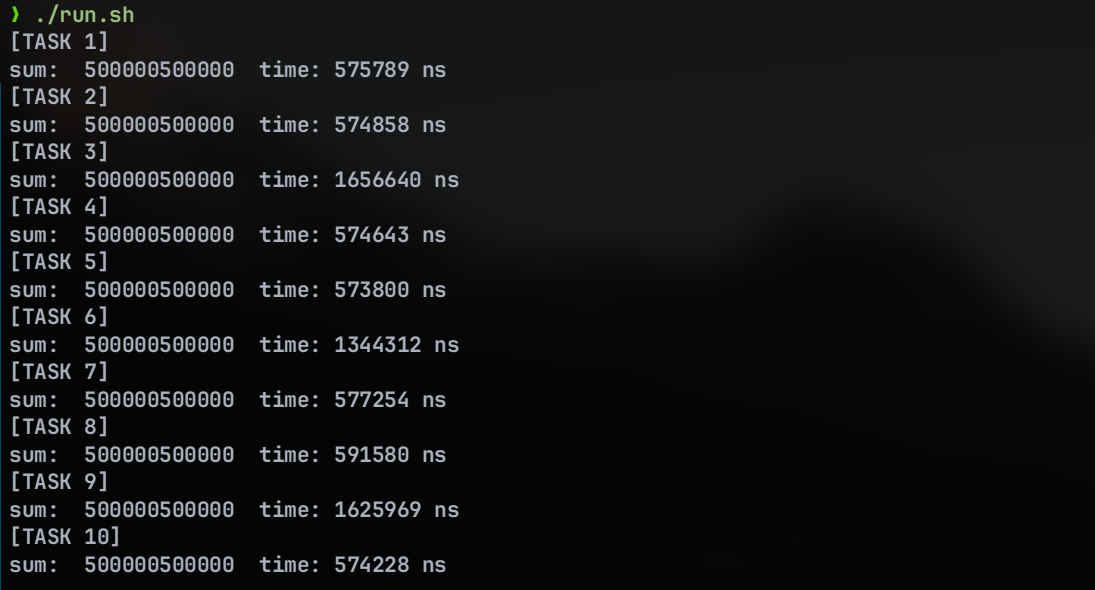 ❯ ./run.sh
[TASK 1]
sum:  500000500000  time: 575789 ns
[TASK 2]
sum:  500000500000  time: 574858 ns
[TASK 3]
sum:  500000500000  time: 1656640 ns
[TASK 4]
sum:  500000500000  time: 574643 ns
[TASK 5]
sum:  500000500000  time: 573800 ns
[TASK 6]
sum:  500000500000  time: 1344312 ns
[TASK 7]
sum:  500000500000  time: 577254 ns
[TASK 8]
sum:  500000500000  time: 591580 ns
[TASK 9]
sum:  500000500000  time: 1625969 ns
[TASK 10]
sum:  500000500000  time: 574228 ns